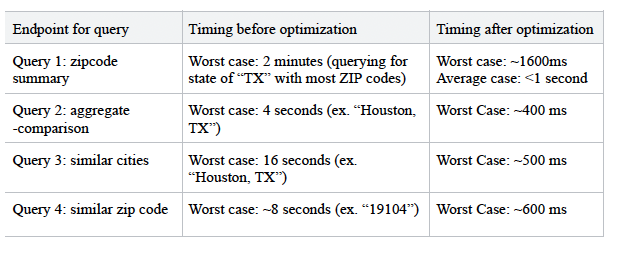 Endpoint for query
Timing before optimization
Timing after optimization
Query 1: zipcode
summary
Worst case: 2 minutes (querying for
state of “TX” with most ZIP codes)
Worst case: ~1600ms
Average case: <1 second
Query 2: aggregate
-comparison
Worst case: 4 seconds (ex. “Houston,
TX”)
Worst Case: ~400 ms
Query 3: similar cities
Worst case: 16 seconds (ex.
“Houston, TX”)
Worst Case: ~500 ms
Query 4: similar zip code
Worst case: ~8 seconds (ex. “19104”)
Worst Case: ~600 ms